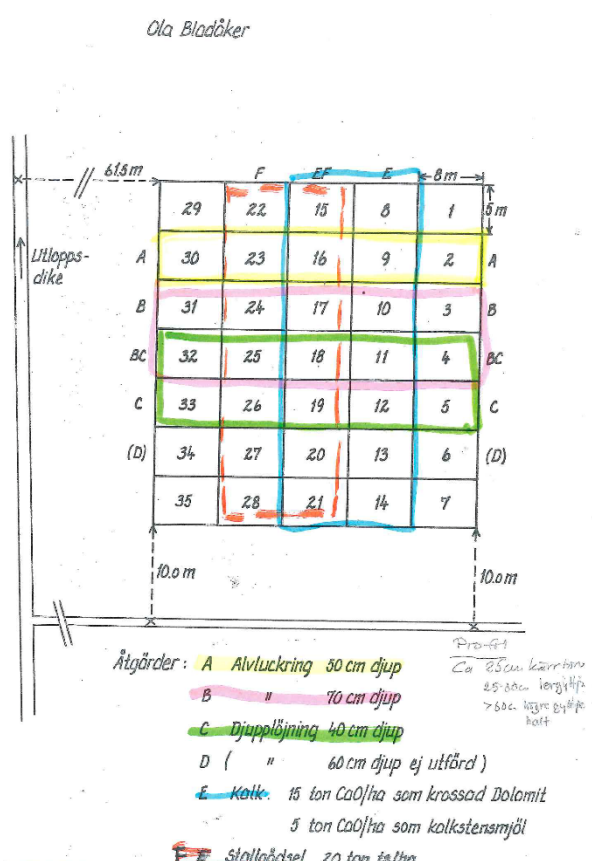 Ola Bladåker
61.5 m F EF E 8 m
29 22 15 8 1 5 m
Utlopps-
dike
A 30 23 16 9 2 A
B 31 24 17 10 3 B
BC 32 25 18 11 4 BC
C 33 26 19 12 5 C
(D) 34 27 20 13 6 (D)
35 28 21 14 7
10.0 m 10.0 m
Åtgärder: A Alvluckring 50 cm djup
B " 70 cm djup
C Djupplöjning 40 cm djup
D ( " 60 cm djup ej utförd)
E Kalk. 15 ton CaO/ha som krossad Dolomit
5 ton CaO/ha som kalkstensmjöl
F Stallgödsel 20 ton ts/ha
Profil
Ca 25 cm